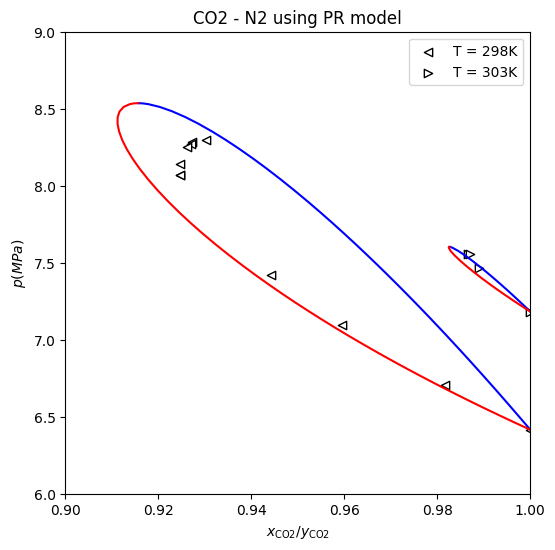 CO2 - N2 using PR model
T = 298K
T = 303K
9.0
8.5
8.0
7.5
7.0
6.5
6.0
p(MPa)
0.90
0.92
0.94
0.96
0.98
1.00
x_CO2/y_CO2